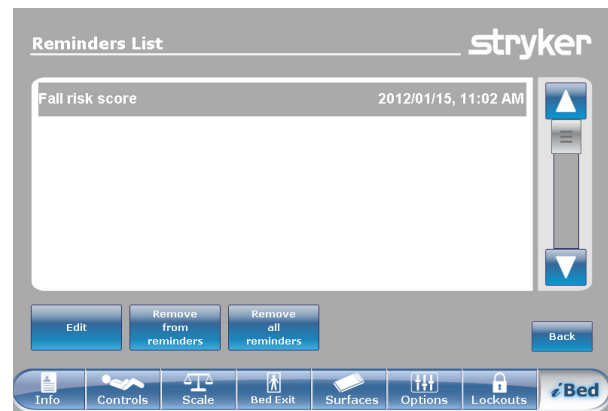 Reminders List
stryker
Fall risk score 2012/01/15, 11:02 AM
Edit
Remove
from
reminders
Remove
all
reminders
Back
Info Controls Scale Bed Exit Surfaces Options Lockouts iBed